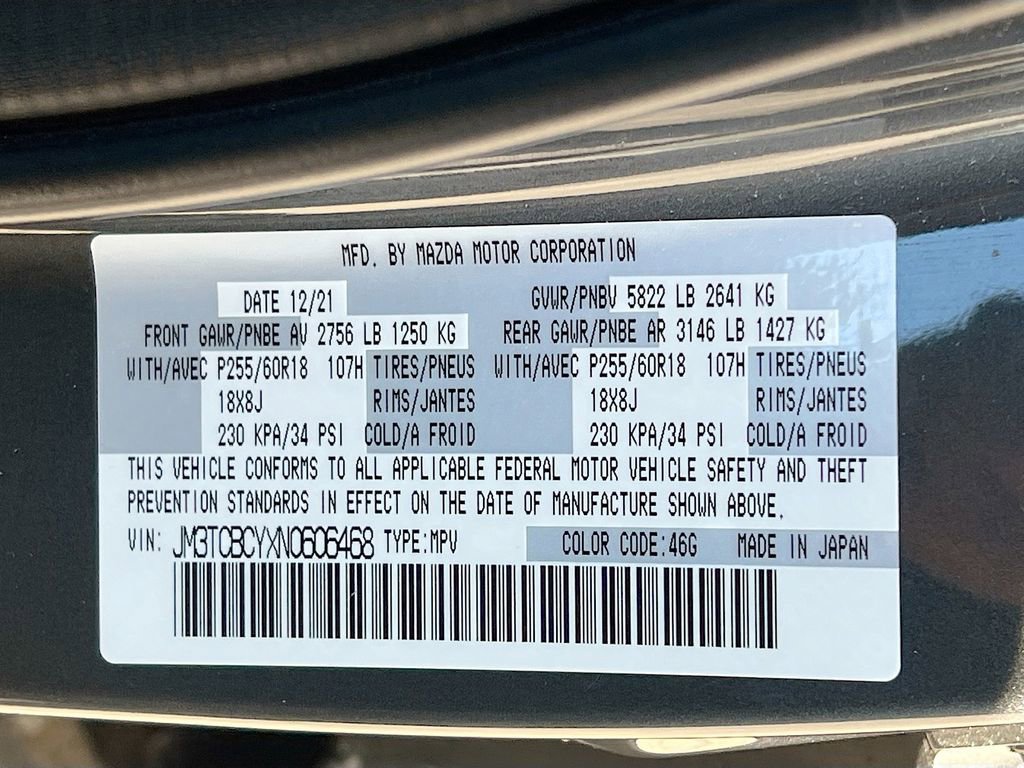 MFD. BY MAZDA MOTOR CORPORATION
DATE 12/21 GVWR/PNBV 5822 LB 2641 KG
FRONT GAWR/PNBE AV 2756 LB 1250 KG REAR GAWR/PNBE AR 3146 LB 1427 KG
WITH/AVEC P255/60R18 107H TIRES/PNEUS WITH/AVEC P255/60R18 107H TIRES/PNEUS
18X8J RIMS/JANTES 18X8J RIMS/JANTES
230 KPA/34 PSI COLD/A FROID 230 KPA/34 PSI COLD/A FROID
THIS VEHICLE CONFORMS TO ALL APPLICABLE FEDERAL MOTOR VEHICLE SAFETY AND THEFT
PREVENTION STANDARDS IN EFFECT ON THE DATE OF MANUFACTURE SHOWN ABOVE.
VIN: JM3TCBCYXN0606468 TYPE:MPV COLOR CODE:46G MADE IN JAPAN